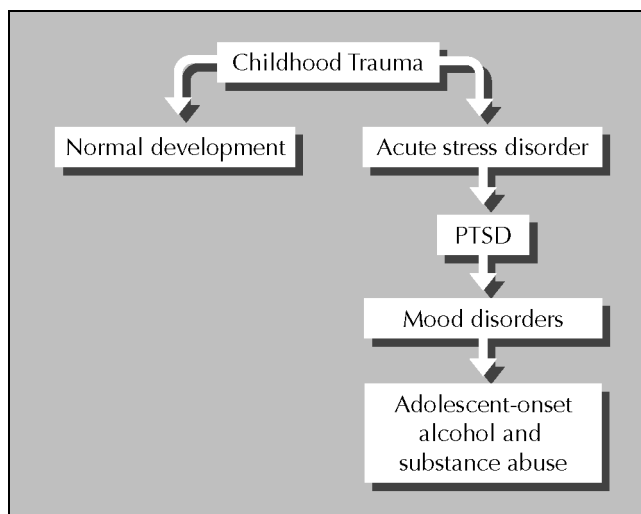 Childhood Trauma
Normal development
Acute stress disorder
PTSD
Mood disorders
Adolescent-onset
alcohol and
substance abuse